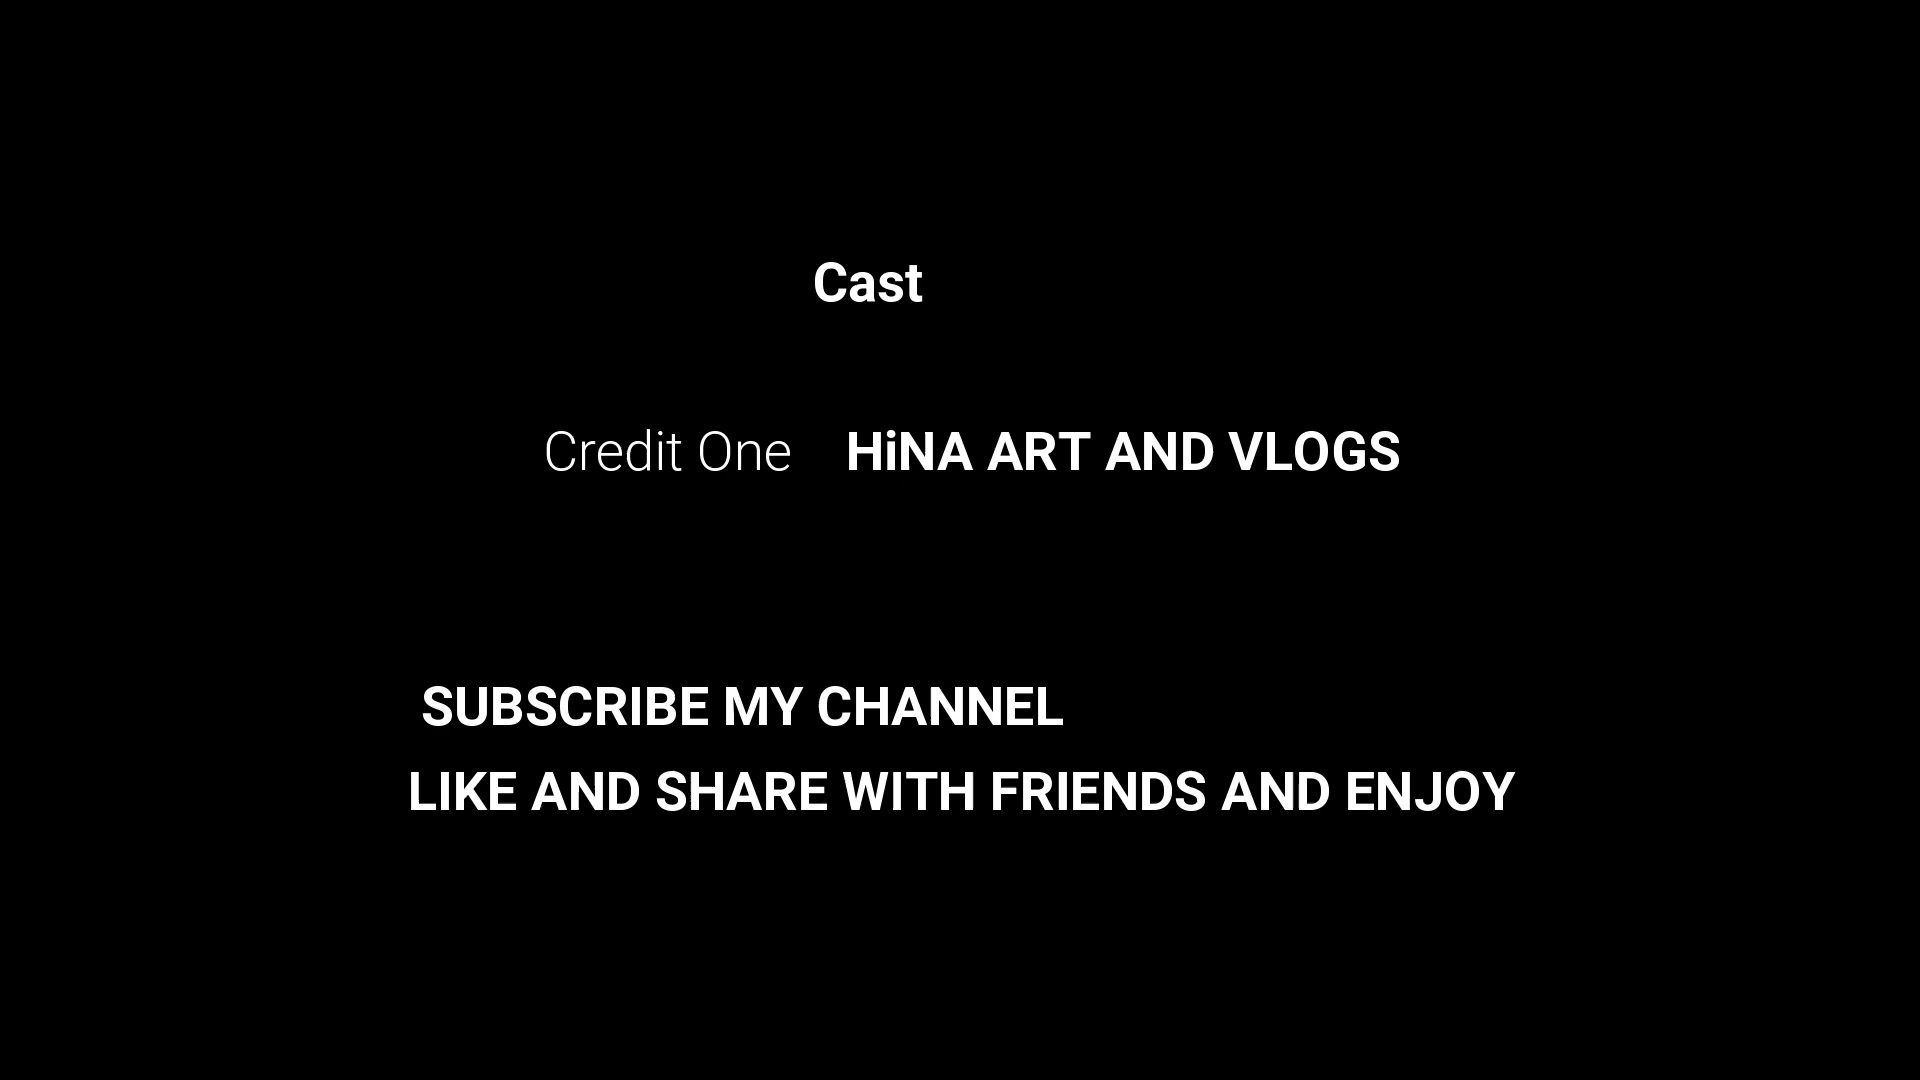 Cast
Credit One HiNA ART AND VLOGS
SUBSCRIBE MY CHANNEL
LIKE AND SHARE WITH FRIENDS AND ENJOY